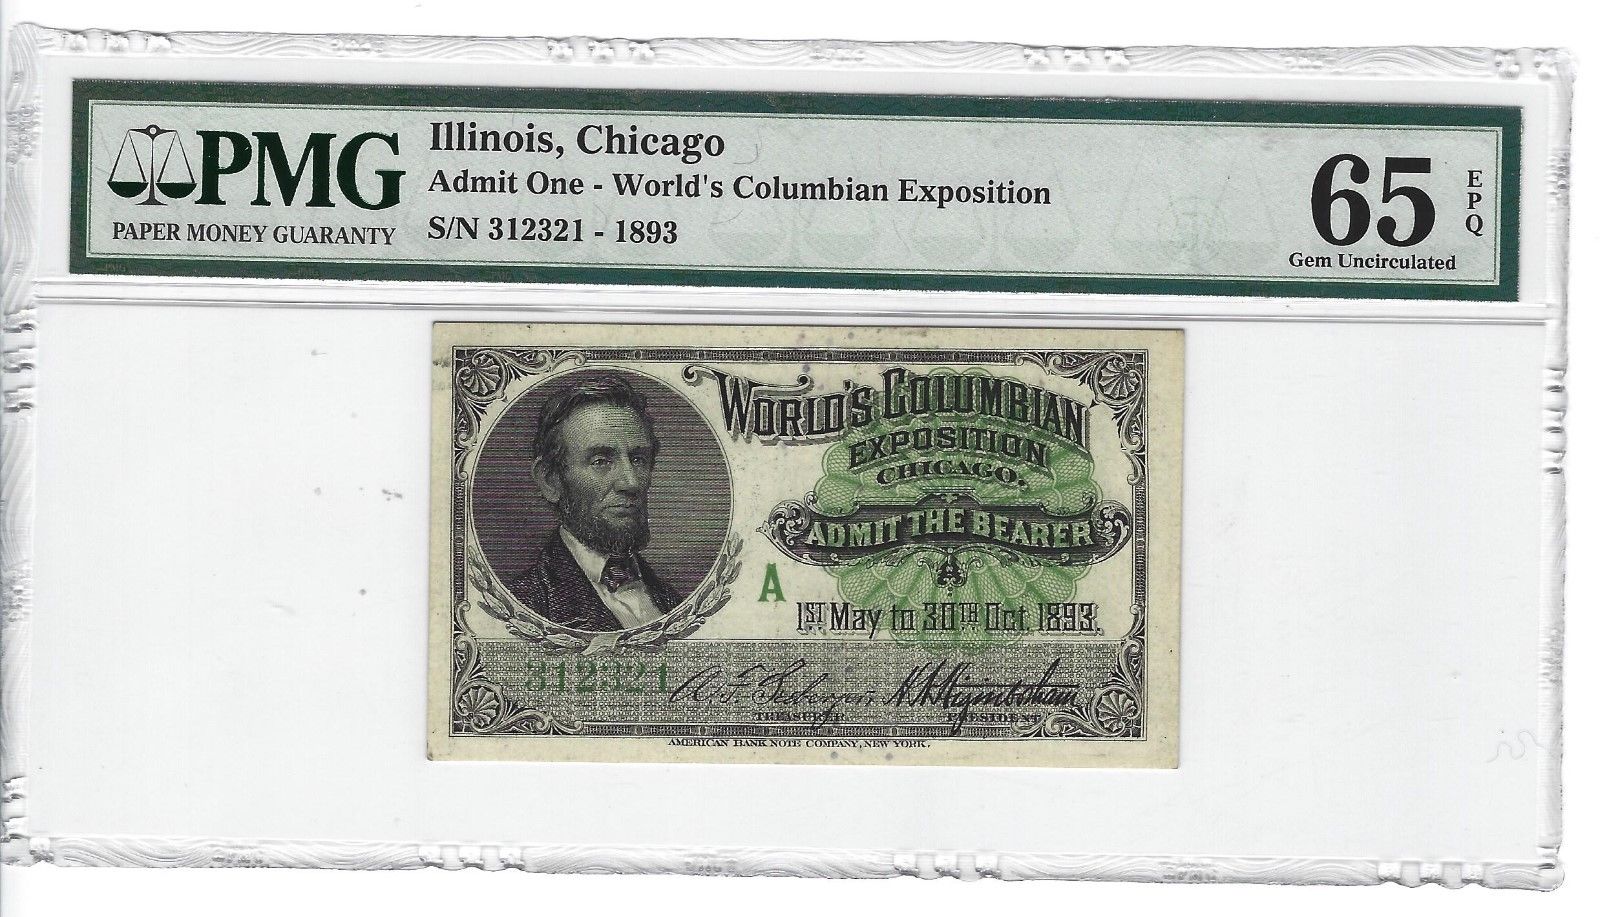 PMG
PAPER MONEY GUARANTY
Illinois, Chicago
Admit One - World's Columbian Exposition
S/N 312321 - 1893
65
EPQ
Gem Uncirculated
WORLD'S COLUMBIAN
EXPOSITION
CHICAGO.
ADMIT THE BEARER
A
1ST May to 30TH Oct. 1893.
312321
TREASURER PRESIDENT
AMERICAN BANK NOTE COMPANY, NEW YORK.